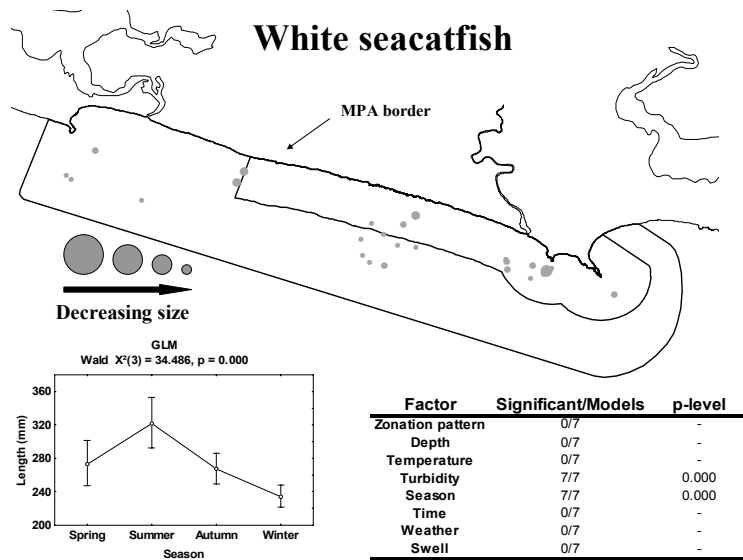 White seacatfish
MPA border
Decreasing size
GLM
Wald X²(3) = 34.486, p = 0.000
360
320
280
240
200
Length (mm)
Spring Summer Autumn Winter
Season
Factor Significant/Models p-level
Zonation pattern 0/7 -
Depth 0/7 -
Temperature 0/7 -
Turbidity 7/7 0.000
Season 7/7 0.000
Time 0/7 -
Weather 0/7 -
Swell 0/7 -